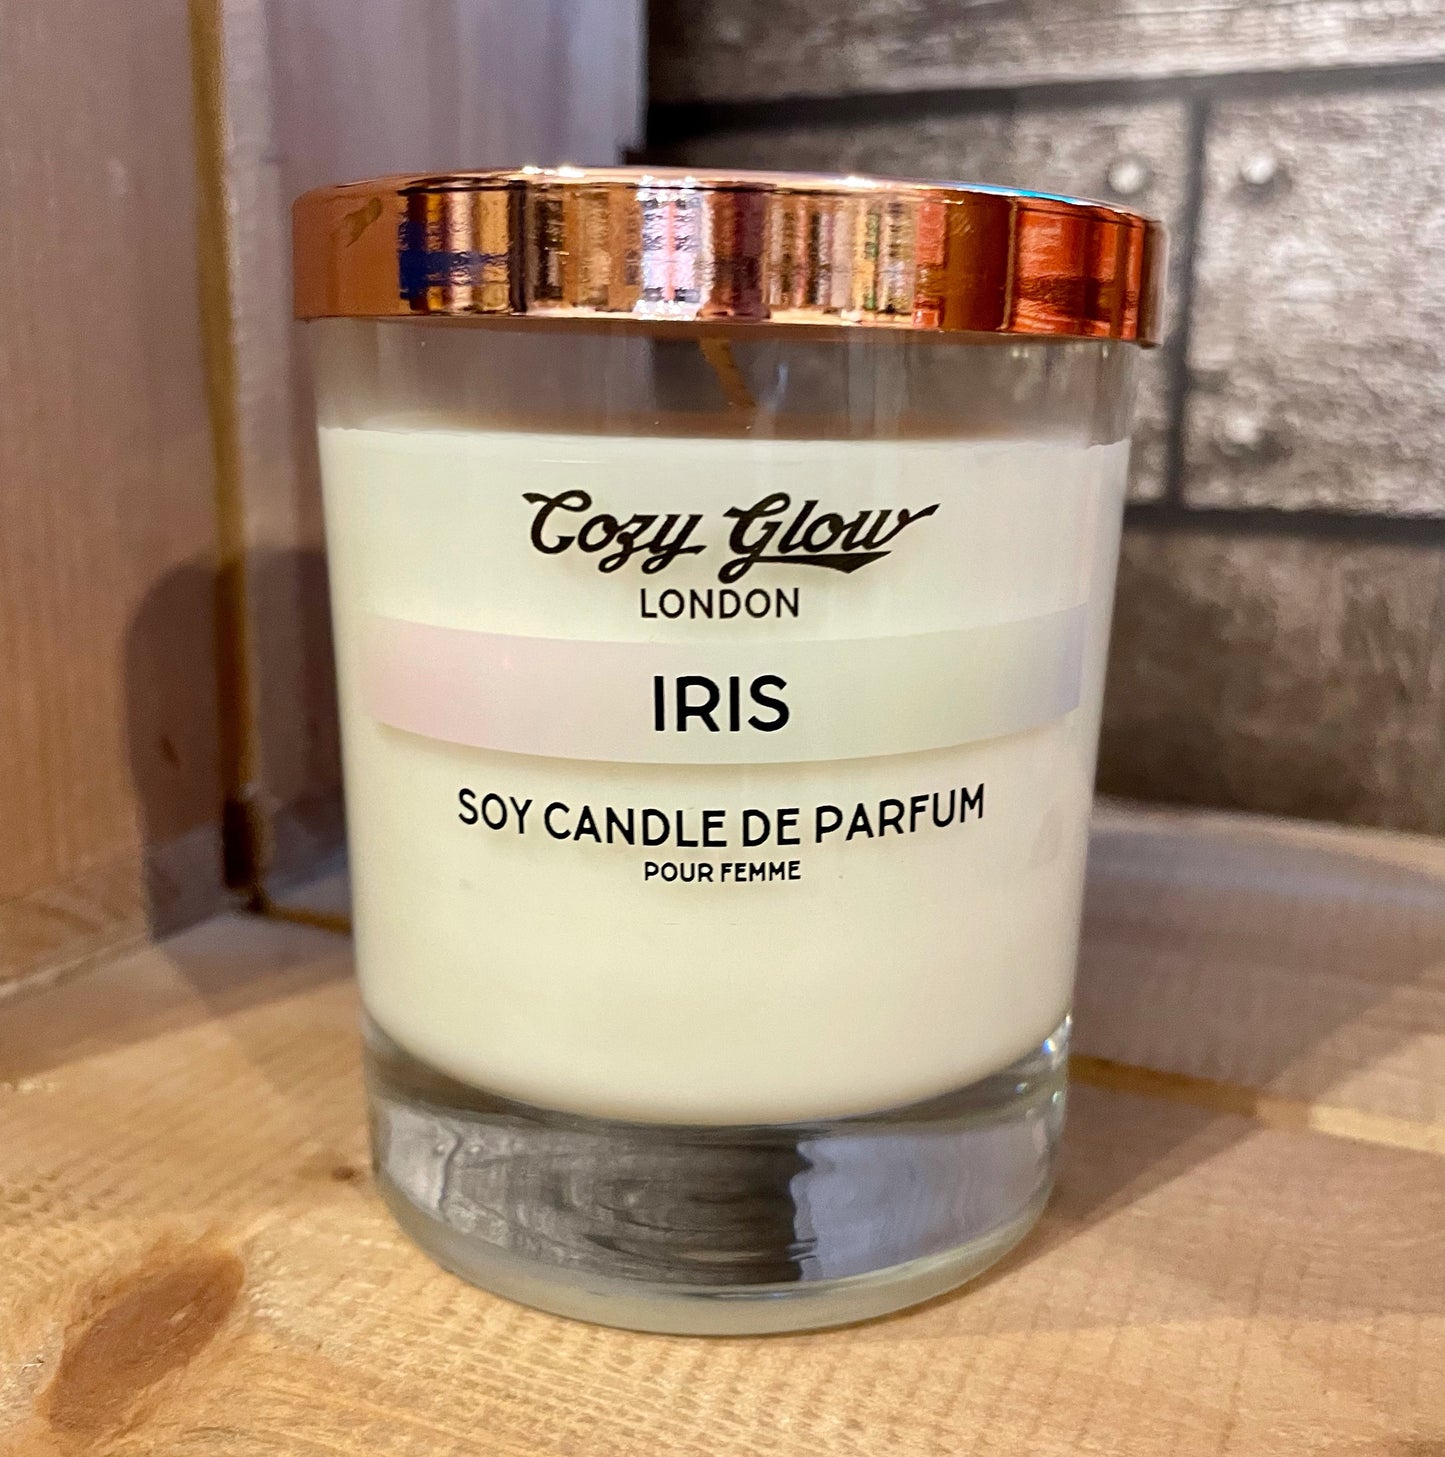 Cozy Glow
LONDON
IRIS
SOY CANDLE DE PARFUM
POUR FEMME